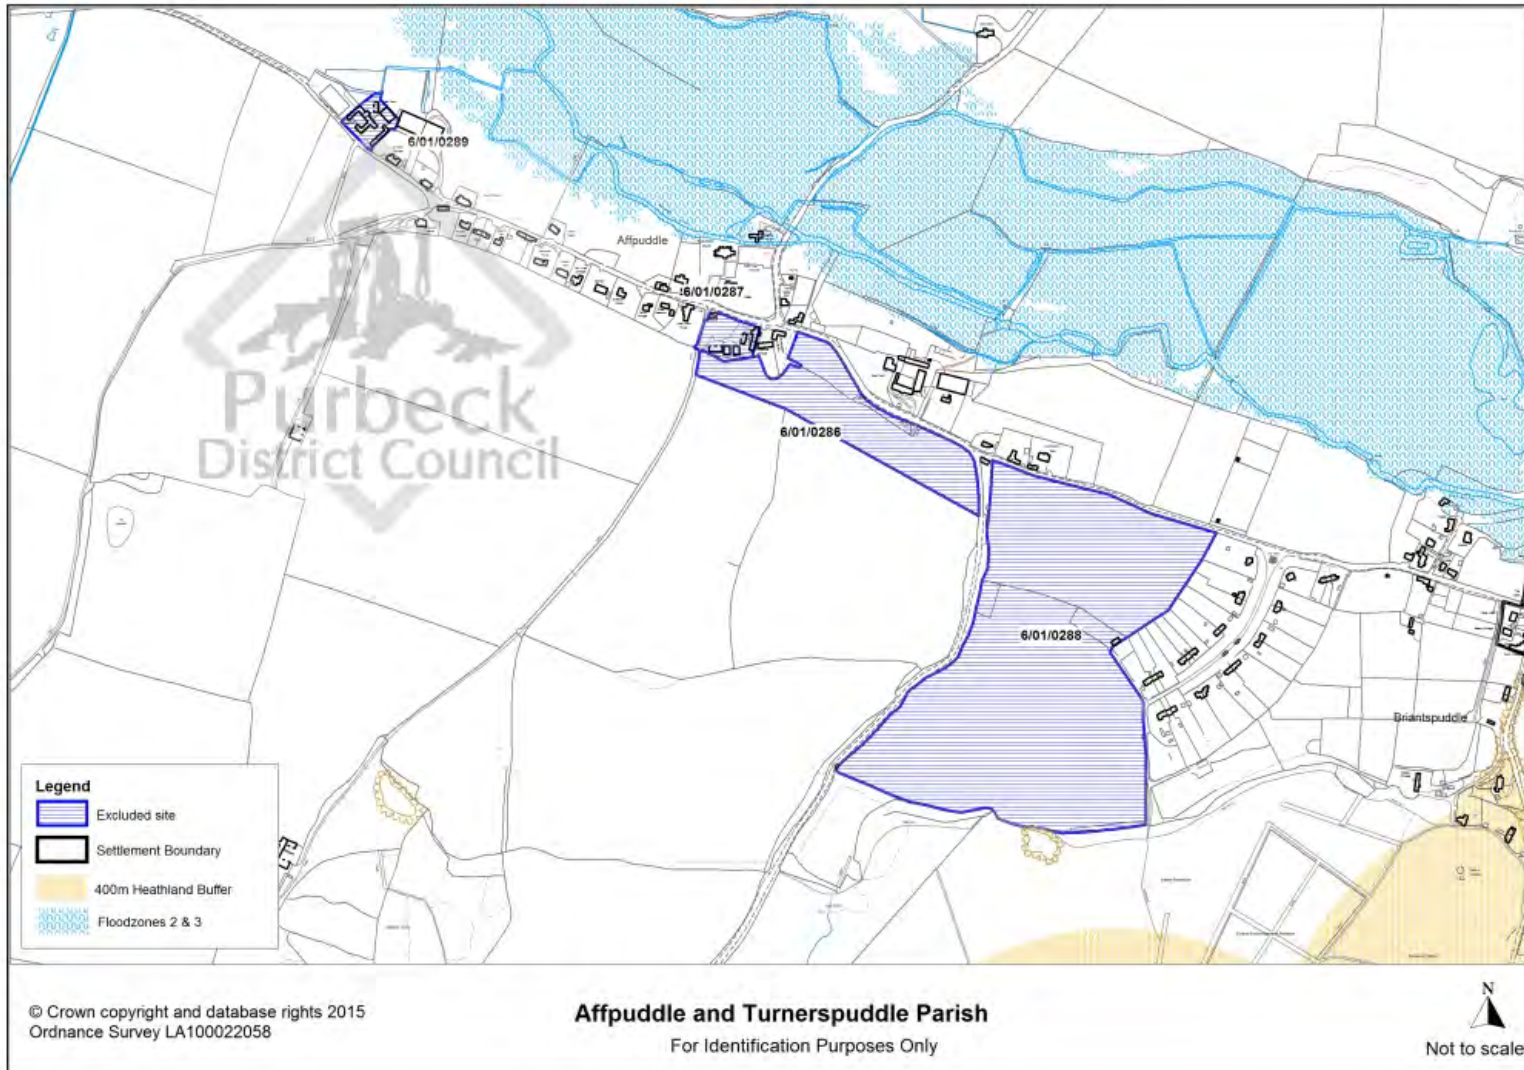 6/01/0289
Affpuddle
6/01/0287
Purbeck
District Council
6/01/0286
6/01/0288
Briantspuddle
Legend
Excluded site
Settlement Boundary
400m Heathland Buffer
Floodzones 2 & 3
© Crown copyright and database rights 2015
Ordnance Survey LA100022058
Affpuddle and Turnerspuddle Parish
For Identification Purposes Only
N
Not to scale